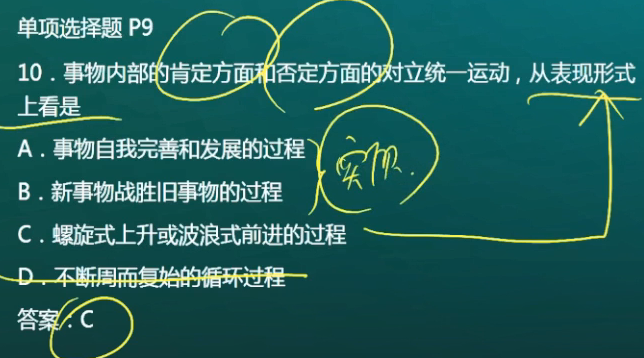 单项选择题 P9
10．事物内部的肯定方面和否定方面的对立统一运动，从表现形式
上看是
A．事物自我完善和发展的过程
实质.
B．新事物战胜旧事物的过程
C．螺旋式上升或波浪式前进的过程
D．不断周而复始的循环过程
答案：C